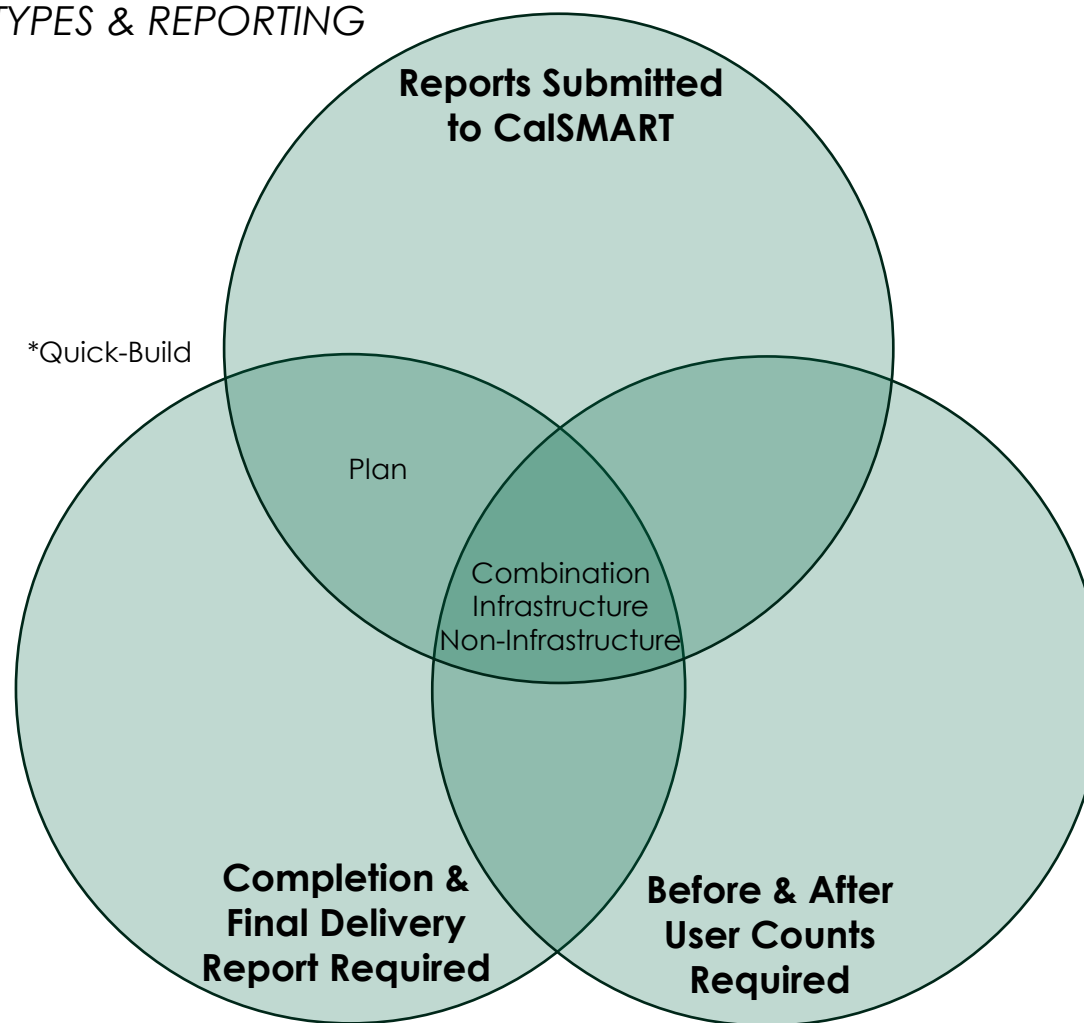 TYPES & REPORTING
Reports Submitted
to CalSMART
*Quick-Build
Plan
Combination
Infrastructure
Non-Infrastructure
Completion &
Final Delivery
Report Required
Before & After
User Counts
Required